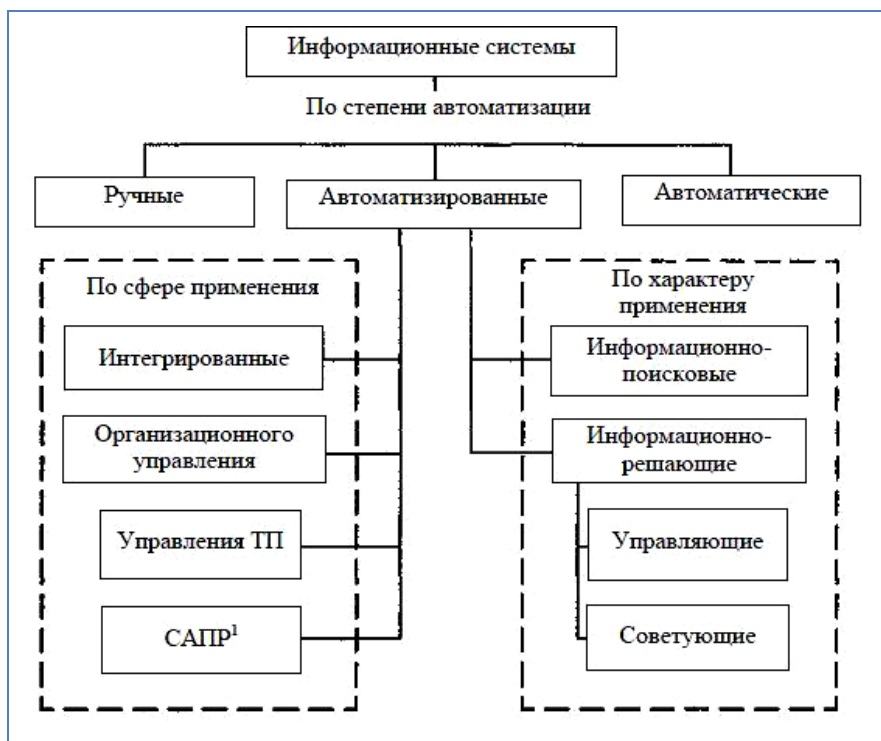 Информационные системы
По степени автоматизации
Ручные
Автоматизированные
Автоматические
По сфере применения
Интегрированные
Организационного
управления
Управления ТП
САПР¹
По характеру
применения
Информационно-
поисковые
Информационно-
решающие
Управляющие
Советующие